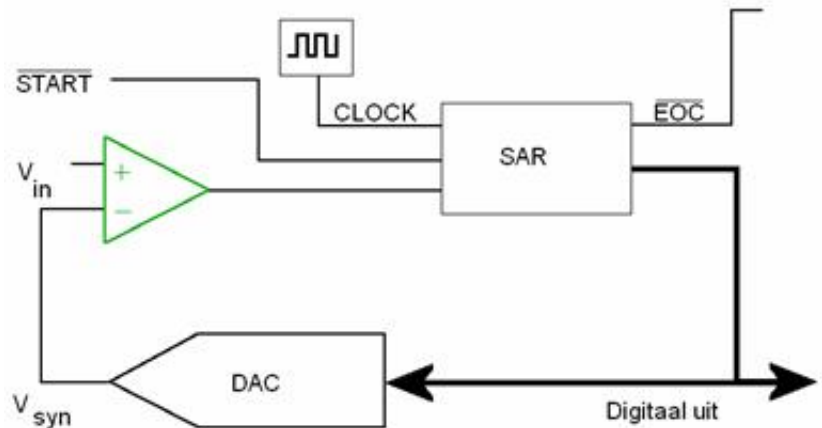 START
CLOCK
EOC
SAR
V in
+
−
DAC
V syn
Digitaal uit